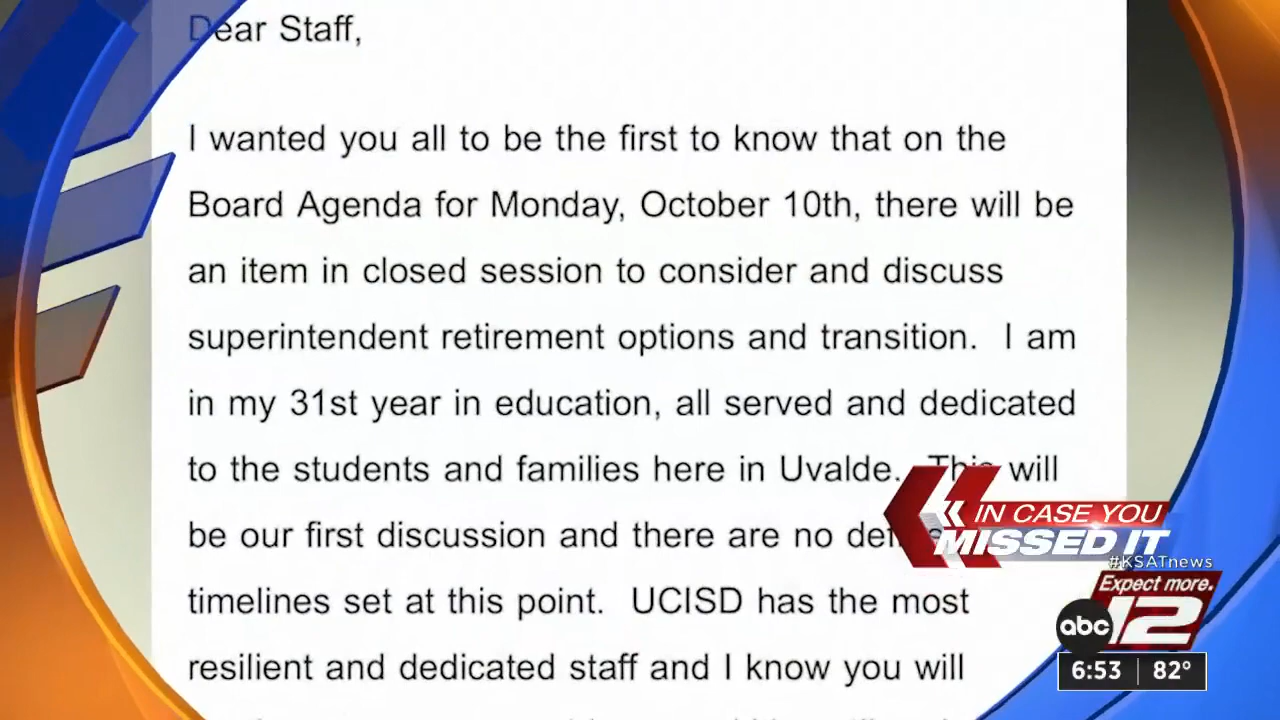 Dear Staff,
I wanted you all to be the first to know that on the
Board Agenda for Monday, October 10th, there will be
an item in closed session to consider and discuss
superintendent retirement options and transition. I am
in my 31st year in education, all served and dedicated
to the students and families here in Uvalde. This will
be our first discussion and there are no
timelines set at this point. UCISD has the most
resilient and dedicated staff and I know you will
IN CASE YOU
MISSED IT
#KSATnews
Expect more.
abc 12
6:53 82°